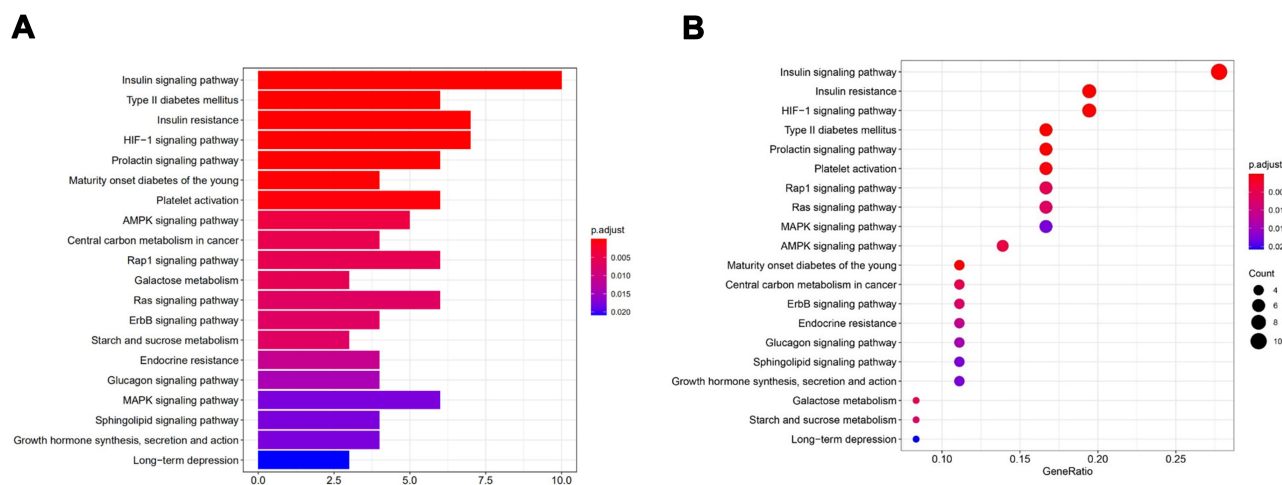 A
Insulin signaling pathway
Type II diabetes mellitus
Insulin resistance
HIF−1 signaling pathway
Prolactin signaling pathway
Maturity onset diabetes of the young
Platelet activation
AMPK signaling pathway
Central carbon metabolism in cancer
Rap1 signaling pathway
Galactose metabolism
Ras signaling pathway
ErbB signaling pathway
Starch and sucrose metabolism
Endocrine resistance
Glucagon signaling pathway
MAPK signaling pathway
Sphingolipid signaling pathway
Growth hormone synthesis, secretion and action
Long−term depression
0.0 2.5 5.0 7.5 10.0
p.adjust
0.005
0.010
0.015
0.020
B
Insulin signaling pathway
Insulin resistance
HIF−1 signaling pathway
Type II diabetes mellitus
Prolactin signaling pathway
Platelet activation
Rap1 signaling pathway
Ras signaling pathway
MAPK signaling pathway
AMPK signaling pathway
Maturity onset diabetes of the young
Central carbon metabolism in cancer
ErbB signaling pathway
Endocrine resistance
Glucagon signaling pathway
Sphingolipid signaling pathway
Growth hormone synthesis, secretion and action
Galactose metabolism
Starch and sucrose metabolism
Long−term depression
0.10 0.15 0.20 0.25
GeneRatio
p.adjust
0.00
0.01
0.01
0.02
Count
4
6
8
10